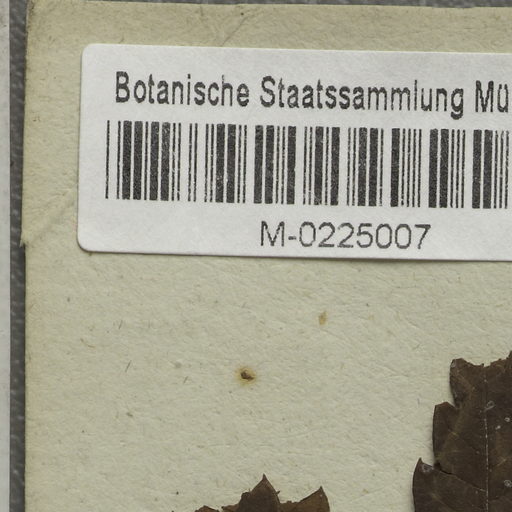 Botanische Staatssammlung Mü
M-0225007